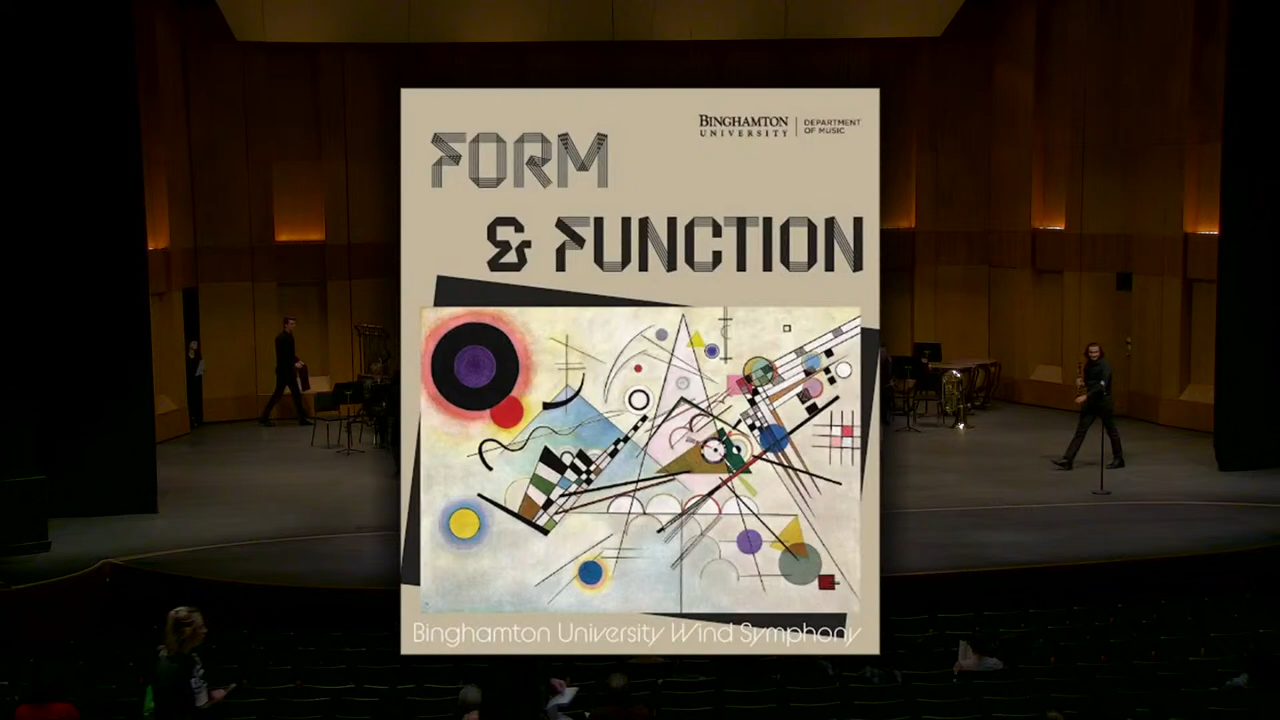 BINGHAMTON
UNIVERSITY
DEPARTMENT
OF MUSIC
FORM
& FUNCTION
Binghamton University Wind Symphony